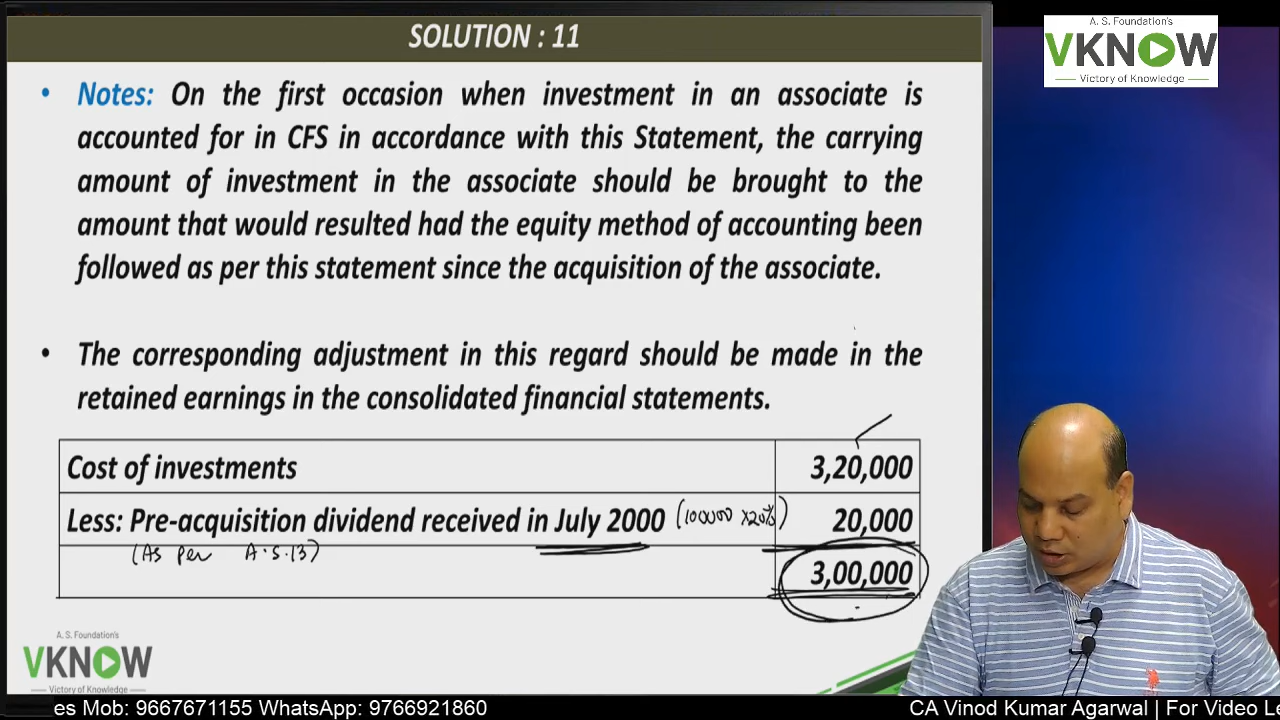 SOLUTION : 11
A. S. Foundation's
VKNOW
Victory of Knowledge
• Notes: On the first occasion when investment in an associate is
accounted for in CFS in accordance with this Statement, the carrying
amount of investment in the associate should be brought to the
amount that would resulted had the equity method of accounting been
followed as per this statement since the acquisition of the associate.
• The corresponding adjustment in this regard should be made in the
retained earnings in the consolidated financial statements.
Cost of investments 3,20,000
Less: Pre-acquisition dividend received in July 2000 (100000 x20%) 20,000
(As per A.S.13)
3,00,000
A. S. Foundation's
VKNOW
Victory of Knowledge
es Mob: 9667671155 WhatsApp: 9766921860 CA Vinod Kumar Agarwal | For Video Le